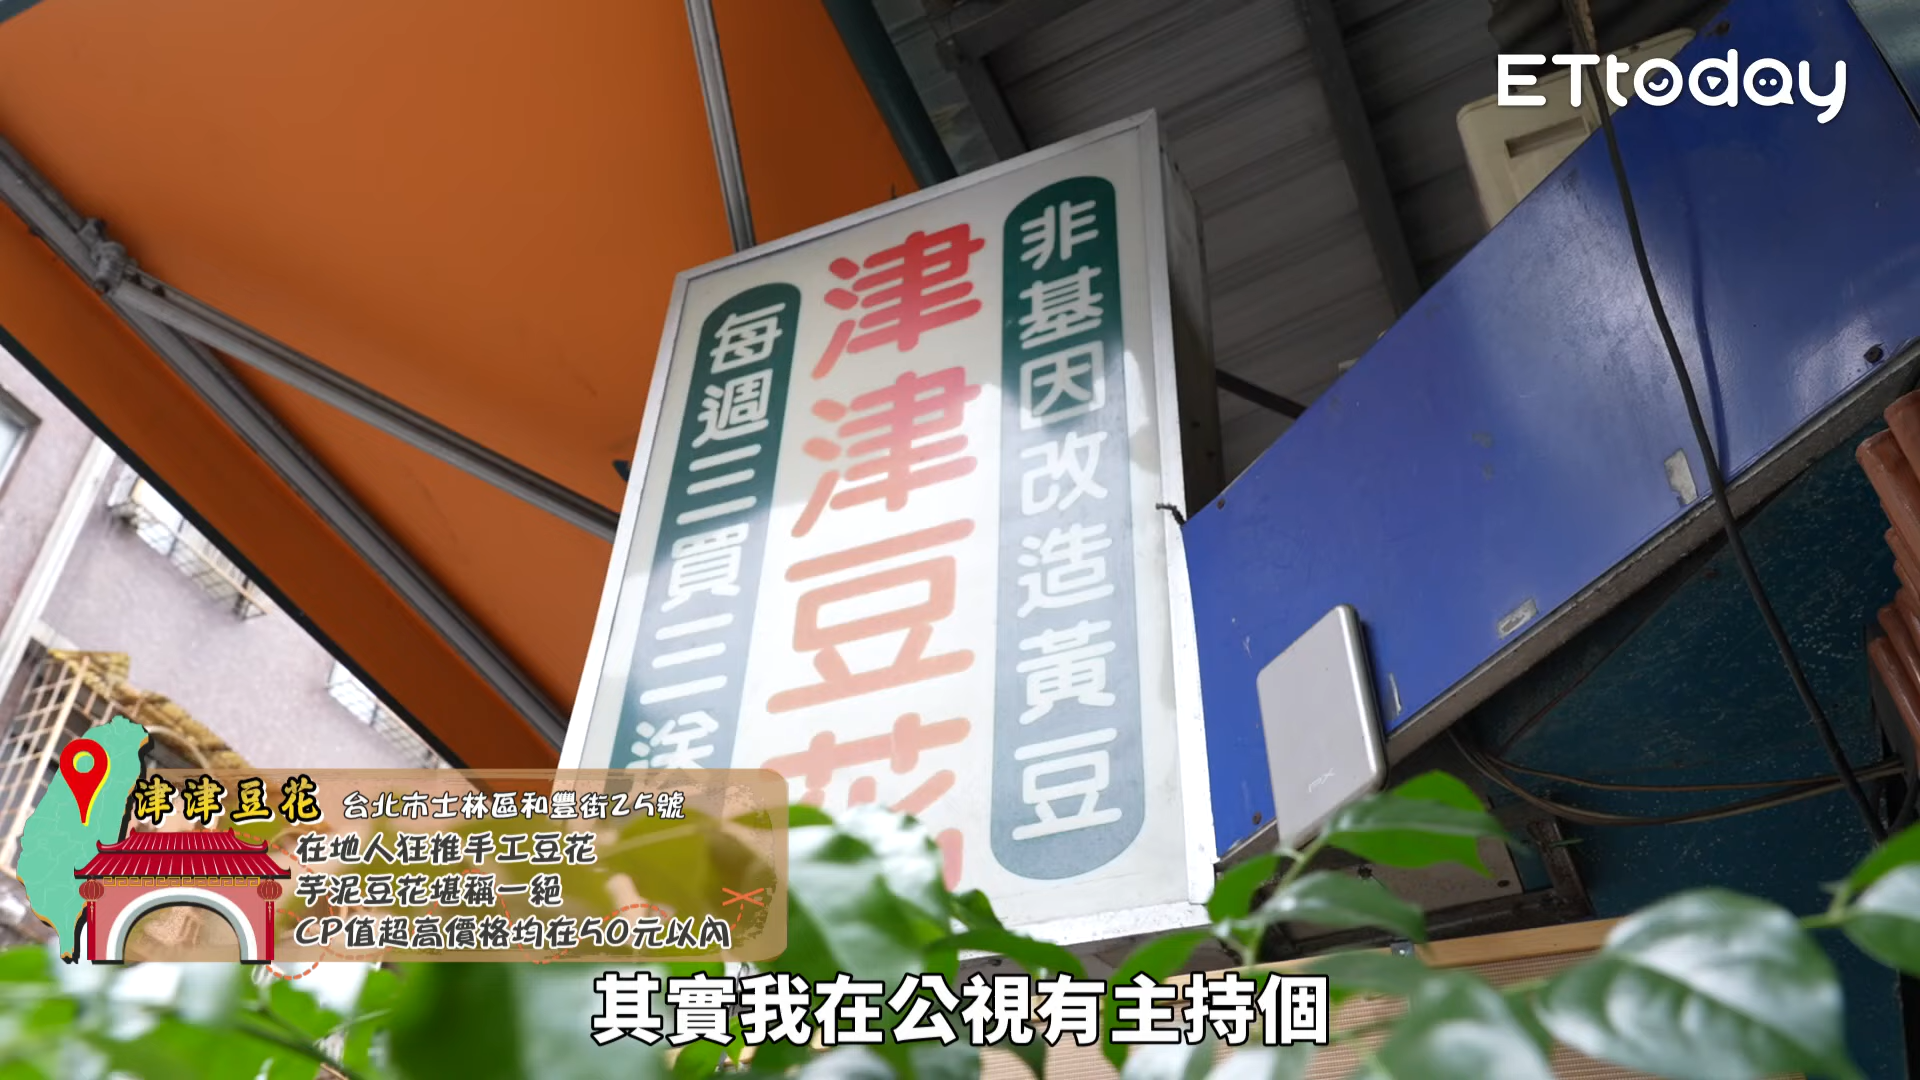 ETtoday
非基因改造黃豆
津津豆花
每週三買三送
津津豆花 台北市士林區和豐街25號
在地人狂推手工豆花
芋泥豆花堪稱一絕
CP值超高價格均在50元以內
其實我在公視有主持個